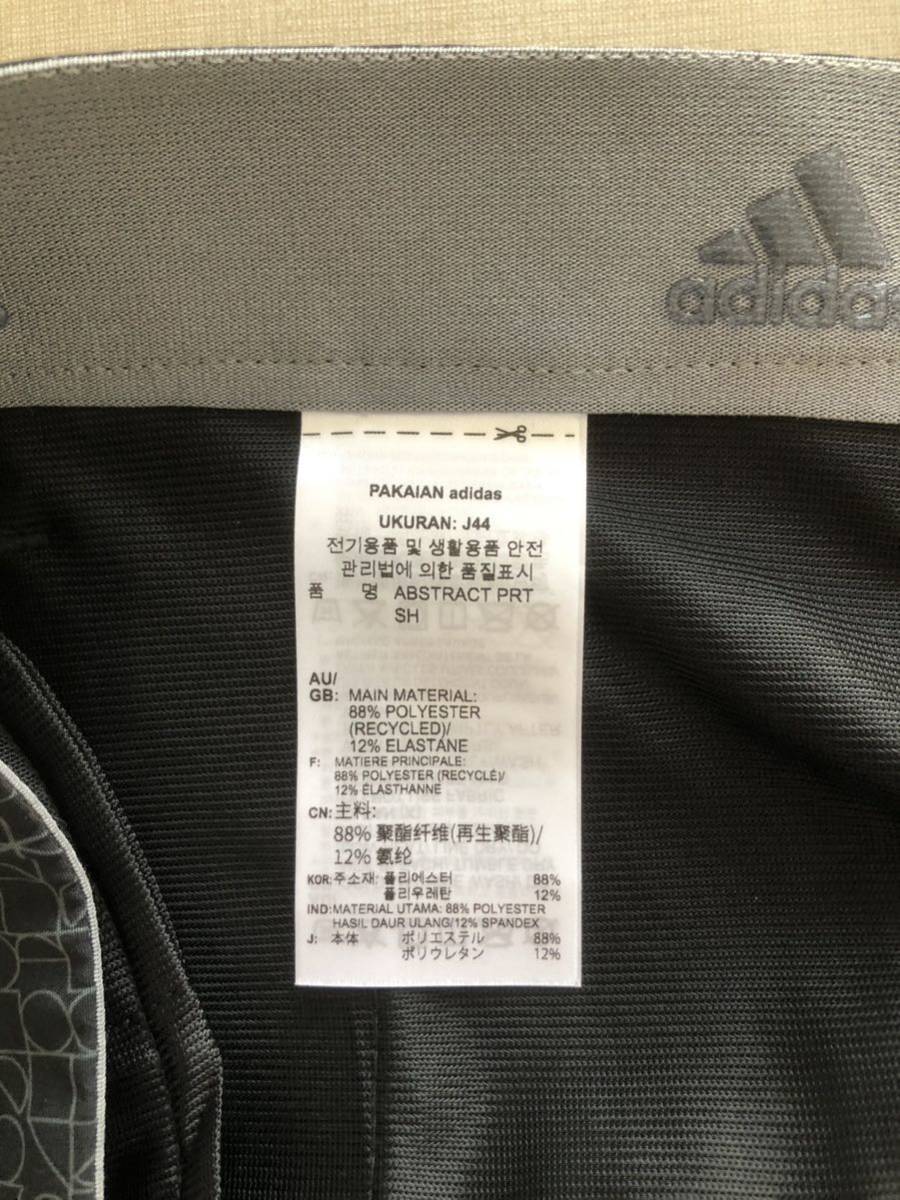 adidas
PAKAIAN adidas
UKURAN: J44
전기용품 및 생활용품 안전
관리법에 의한 품질표시
품 명 ABSTRACT PRT
SH
AU/
GB: MAIN MATERIAL:
88% POLYESTER
(RECYCLED)/
12% ELASTANE
F: MATIERE PRINCIPALE:
88% POLYESTER (RECYCLÉ)/
12% ÉLASTHANNE
CN: 主料:
88% 聚酯纤维(再生聚酯)/
12% 氨纶
KOR: 주소재: 폴리에스터 88%
폴리우레탄 12%
IND: MATERIAL UTAMA: 88% POLYESTER
HASIL DAUR ULANG/12% SPANDEX
J: 本体 ポリエステル 88%
ポリウレタン 12%